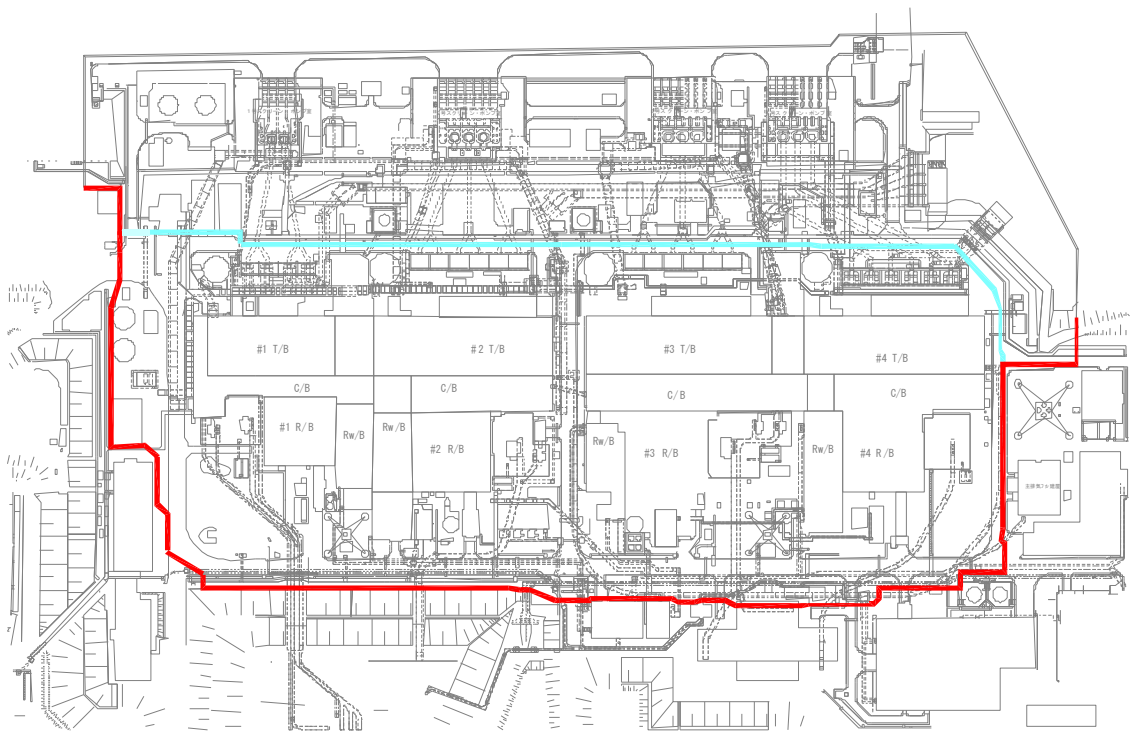 #1 T/B
#2 T/B
#3 T/B
#4 T/B
C/B
C/B
C/B
C/B
#1 R/B
Rw/B
Rw/B
#2 R/B
Rw/B
#3 R/B
Rw/B
#4 R/B